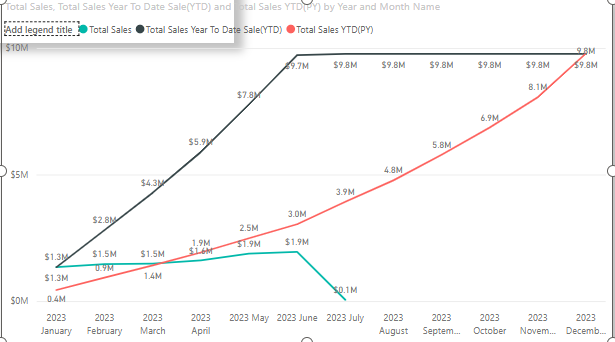 Total Sales, Total Sales Year To Date Sale(YTD) and Total Sales YTD(PY) by Year and Month Name
Add legend title Total Sales Total Sales Year To Date Sale(YTD) Total Sales YTD(PY)
$10M
$5M
$0M
$1.3M
$2.8M
$4.3M
$5.9M
$7.8M
$9.7M
$9.8M
$9.8M
$9.8M
$9.8M
$9.8M
$9.8M
$1.3M
$1.5M
$1.5M
$1.6M
$1.9M
$1.9M
$0.1M
0.4M
0.9M
1.4M
1.9M
2.5M
3.0M
3.9M
4.8M
5.8M
6.9M
8.1M
9.8M
2023 January
2023 February
2023 March
2023 April
2023 May
2023 June
2023 July
2023 August
2023 Septem...
2023 October
2023 Novem...
2023 Decemb...